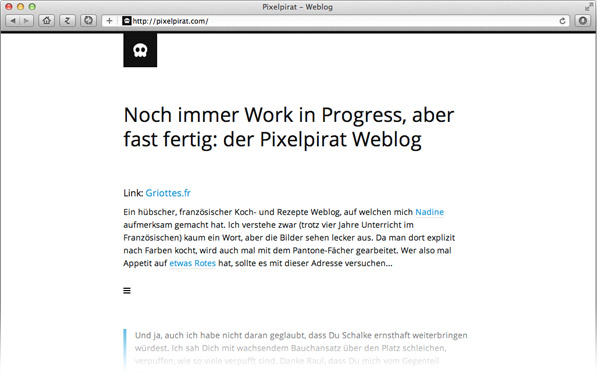 Pixelpirat – Weblog
http://pixelpirat.com/
Noch immer Work in Progress, aber
fast fertig: der Pixelpirat Weblog
Link: Griottes.fr
Ein hübscher, französischer Koch- und Rezepte Weblog, auf welchen mich Nadine
aufmerksam gemacht hat. Ich verstehe zwar (trotz vier Jahre Unterricht im
Französischen) kaum ein Wort, aber die Bilder sehen lecker aus. Da man dort explizit
nach Farben kocht, wird auch mal mit dem Pantone-Fächer gearbeitet. Wer also mal
Appetit auf etwas Rotes hat, sollte es mit dieser Adresse versuchen...
Und ja, auch ich habe nicht daran geglaubt, dass Du Schalke ernsthaft weiterbringen
würdest. Ich sah Dich mit wachsendem Bauchansatz über den Platz schleichen,
verpuffen, wie so viele verpufft sind. Danke Raul, dass Du mich vom Gegenteil